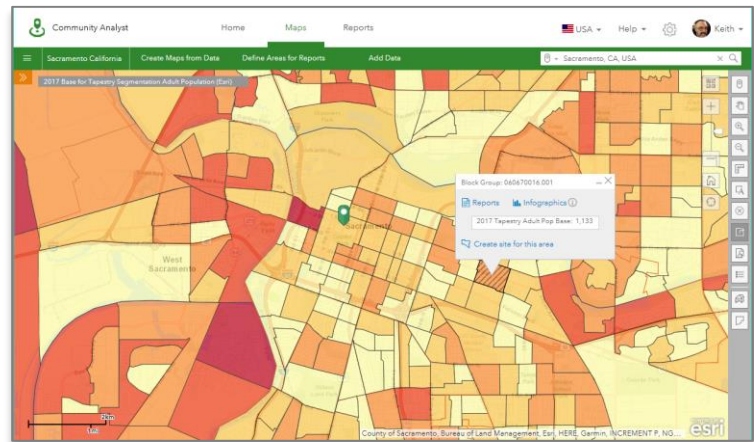 Community Analyst
Home
Maps
Reports
USA
Help
Keith
Sacramento California
Create Maps from Data
Define Areas for Reports
Add Data
Sacramento, CA, USA
2017 Base for Tapestry Segmentation Adult Population (Esri)
Block Group: 060670016.001
Reports
Infographics
2017 Tapestry Adult Pop Base: 1,133
Create site for this area
Sacramento
West
Sacramento
2km
1mi
County of Sacramento, Bureau of Land Management, Esri, HERE, Garmin, INCREMENT P, NG...
esri